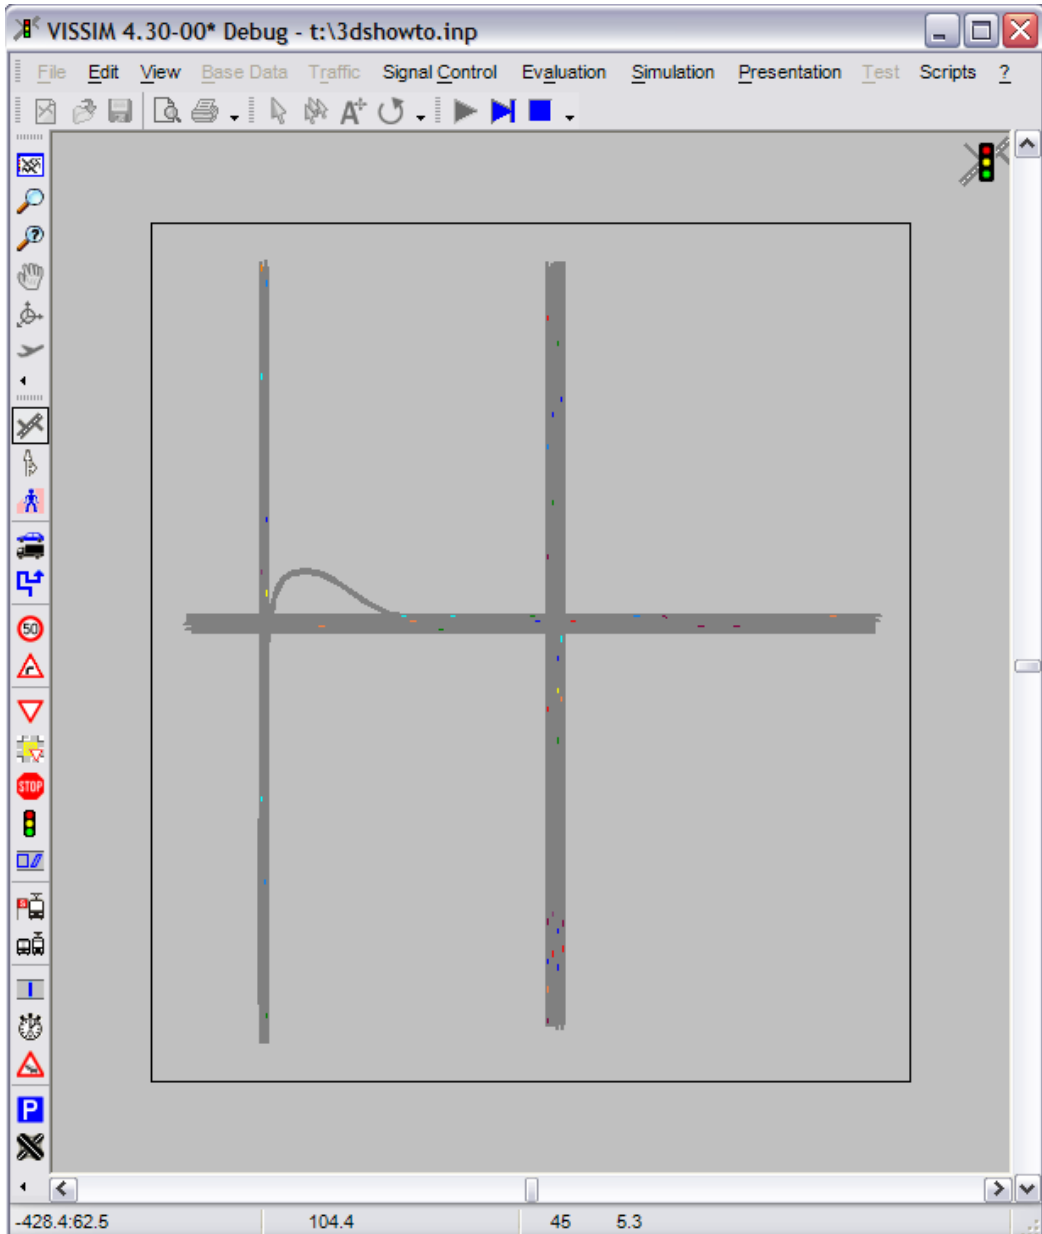 VISSIM 4.30-00* Debug - t:\3dshowto.inp
File Edit View Base Data Traffic Signal Control Evaluation Simulation Presentation Test Scripts ?
A+
?
50
STOP
S
P
-428.4:62.5 104.4 45 5.3